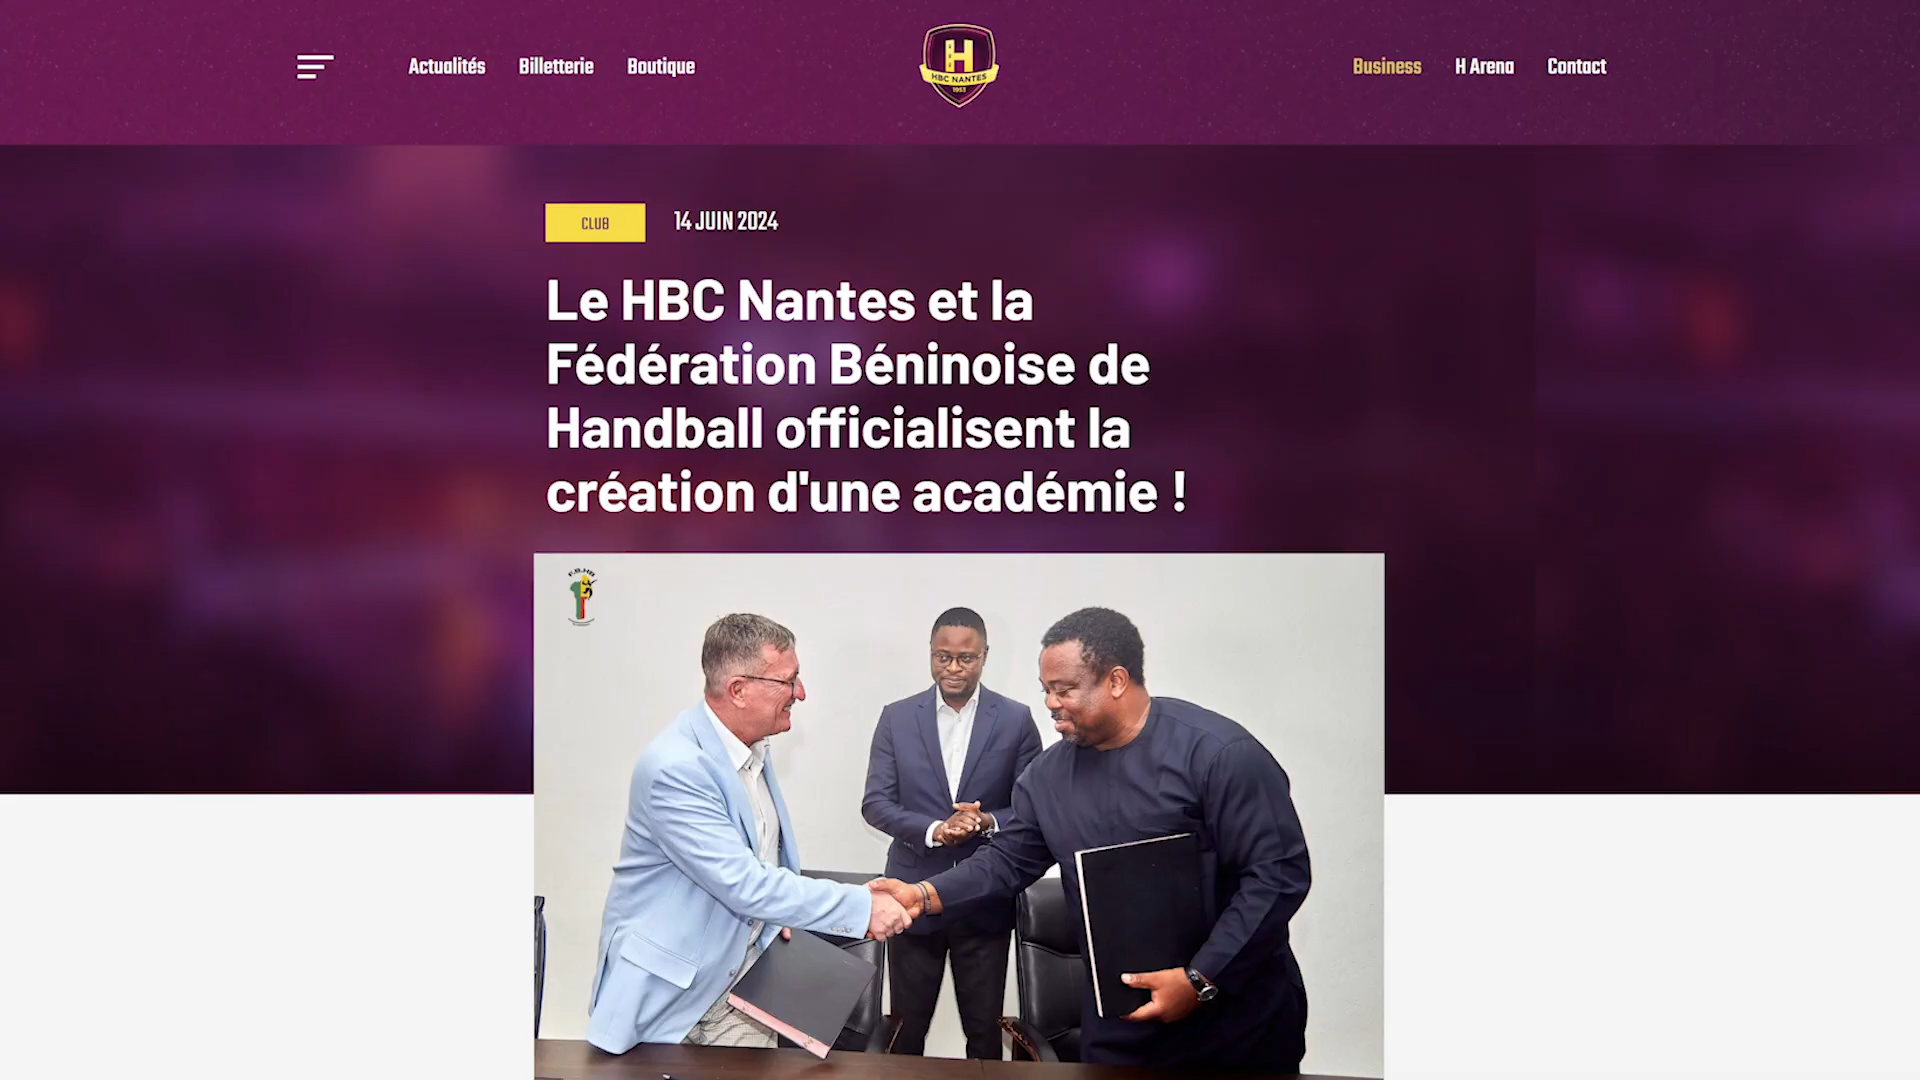 Actualités
Billetterie
Boutique
H
HBC NANTES
1953
Business
H Arena
Contact
CLUB
14 JUIN 2024
Le HBC Nantes et la
Fédération Béninoise de
Handball officialisent la
création d'une académie !
F.B.HB